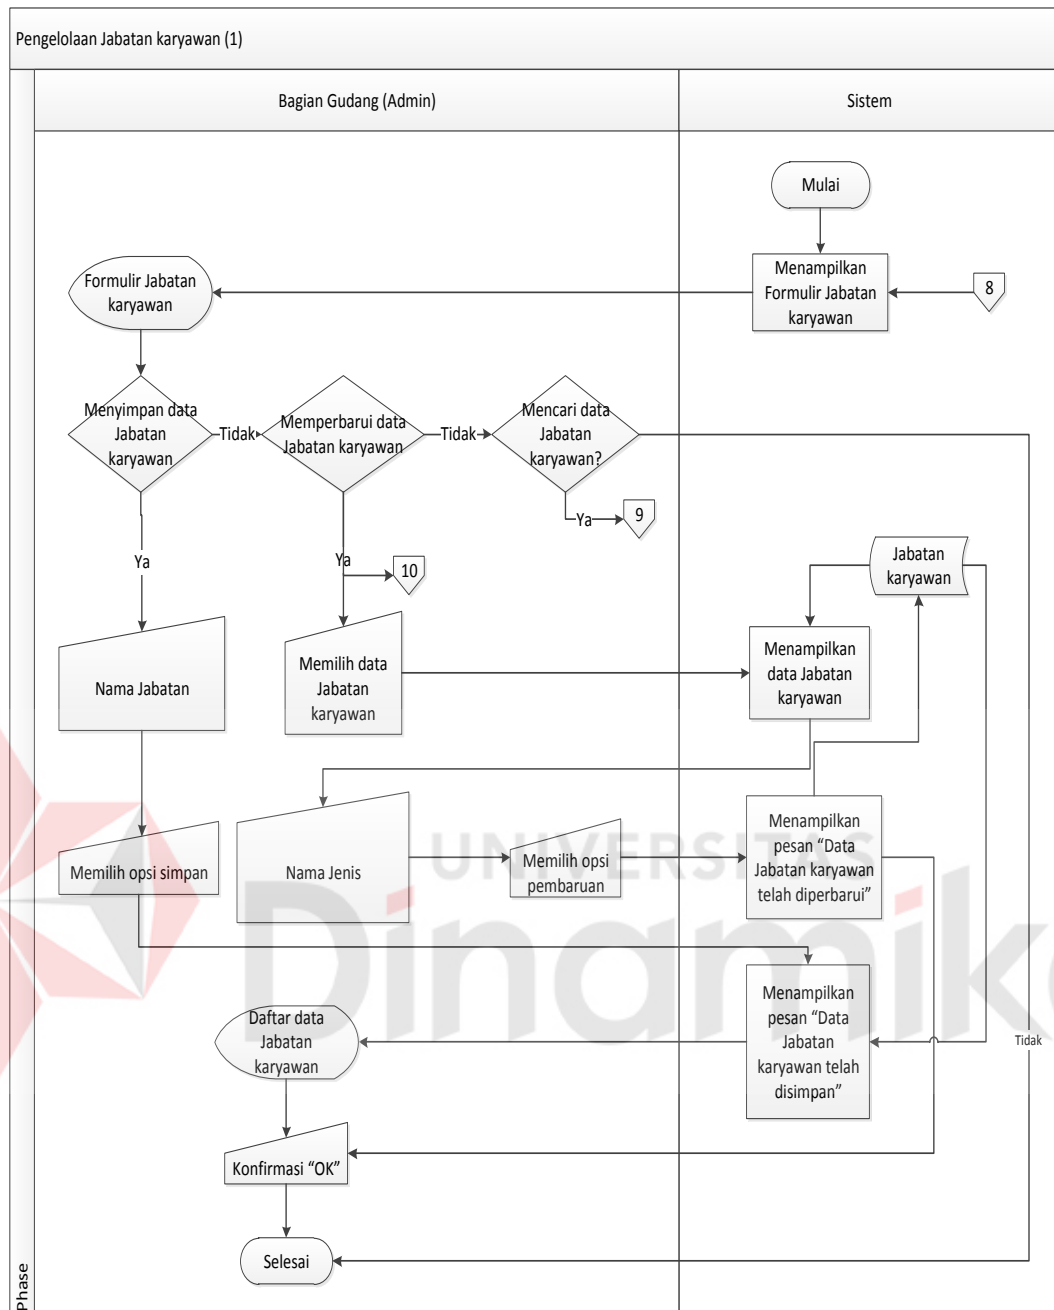 Pengelolaan Jabatan karyawan (1)
Bagian Gudang (Admin)
Sistem
Mulai
Formulir Jabatan
karyawan
Menampilkan
Formulir Jabatan
karyawan
8
Menyimpan data
Jabatan
karyawan
Tidak
Memperbarui data
Jabatan karyawan
Tidak
Mencari data
Jabatan
karyawan?
Ya
9
Ya
Ya
10
Jabatan
karyawan
Nama Jabatan
Memilih data
Jabatan
karyawan
Menampilkan
data Jabatan
karyawan
Memilih opsi simpan
Nama Jenis
Memilih opsi
pembaruan
Menampilkan
pesan “Data
Jabatan karyawan
telah diperbarui”
UNIVERSITAS
Dinamika
Daftar data
Jabatan
karyawan
Menampilkan
pesan “Data
Jabatan
karyawan telah
disimpan”
Tidak
Konfirmasi “OK”
Selesai
Phase